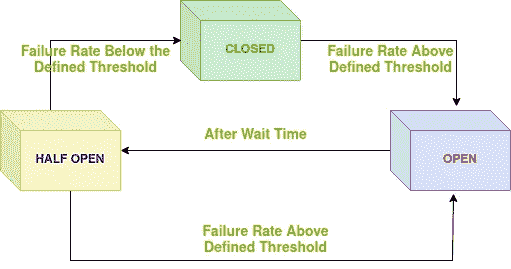 CLOSED
Failure Rate Below the
Defined Threshold
Failure Rate Above
Defined Threshold
After Wait Time
HALF OPEN
OPEN
Failure Rate Above
Defined Threshold